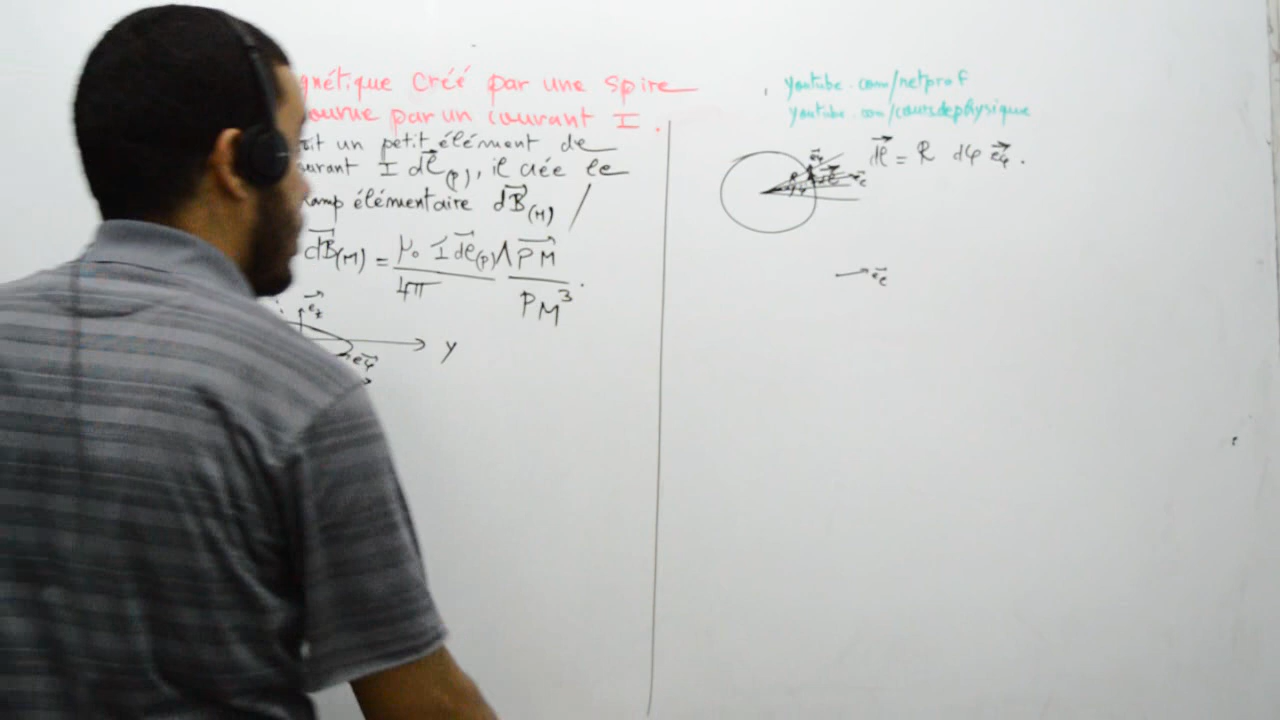 gnétique créé par une spire
ourue par un courant I.
it un petit élément de
urant I dℓ⃗(P), il crée le
amp élémentaire dB⃗(M) /
dB⃗(M) = μ₀ I dℓ⃗(P) ∧ PM⃗ / 4π PM³.
e⃗z
y
e⃗φ
youtube.com/netprof
youtube.com/coursdephysique
dℓ⃗ = R dφ e⃗φ.